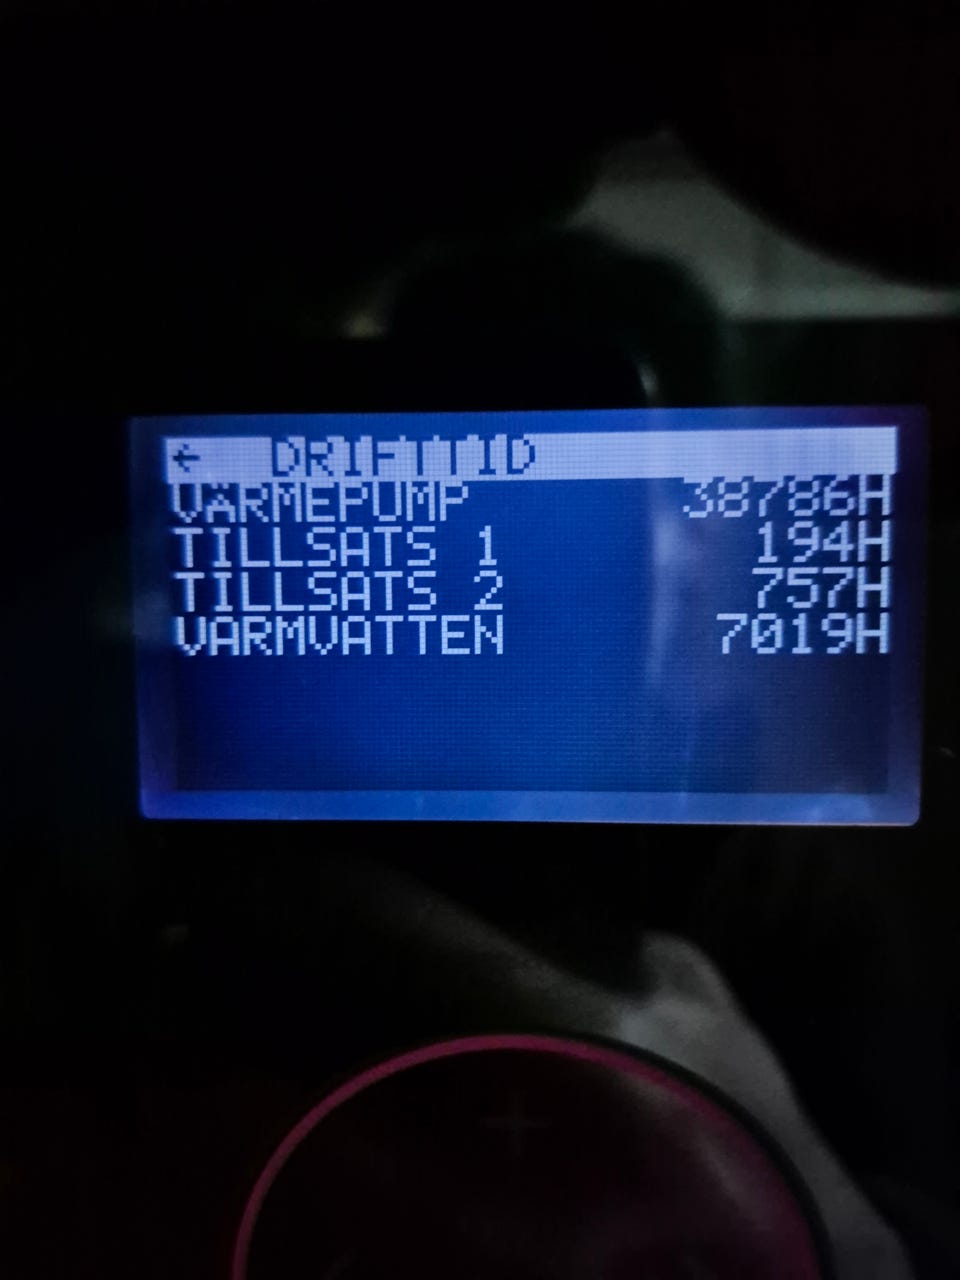 ← DRIFTTID
VÄRMEPUMP 38786H
TILLSATS 1 194H
TILLSATS 2 757H
VARMVATTEN 7019H